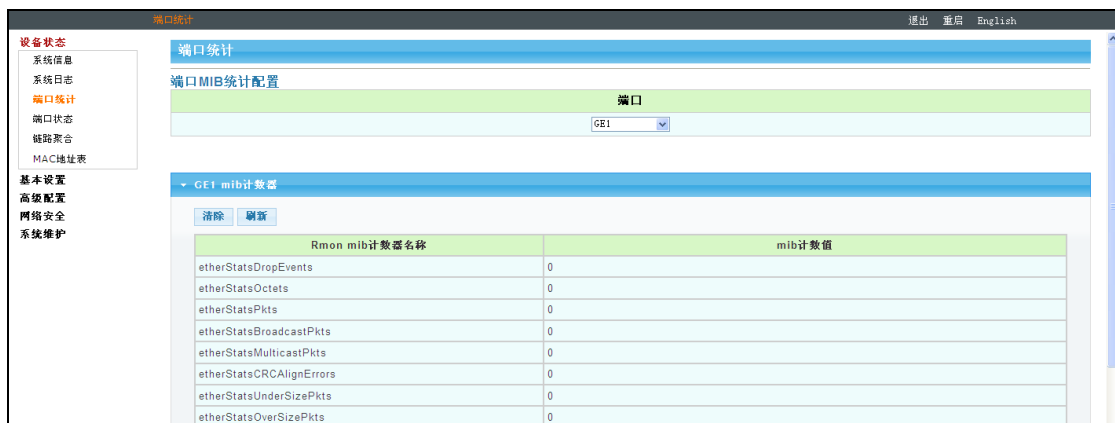 端口统计 退出 重启 English
设备状态
系统信息
系统日志
端口统计
端口状态
链路聚合
MAC地址表
基本设置
高级配置
网络安全
系统维护
端口统计
端口MIB统计配置
端口
GE1
GE1 mib计数器
清除 刷新
Rmon mib计数器名称 mib计数值
etherStatsDropEvents 0
etherStatsOctets 0
etherStatsPkts 0
etherStatsBroadcastPkts 0
etherStatsMulticastPkts 0
etherStatsCRCAlignErrors 0
etherStatsUnderSizePkts 0
etherStatsOverSizePkts 0